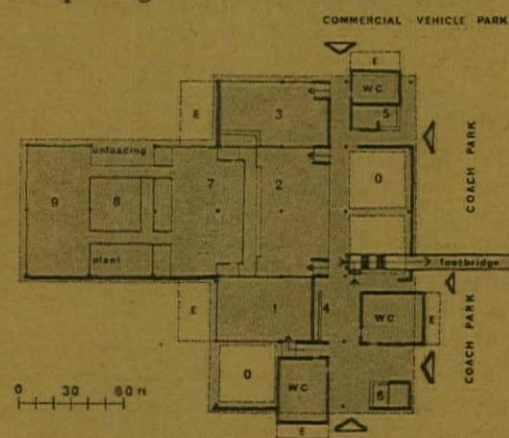 COMMERCIAL VEHICLE PARK
E
WC
5
3
E
COACH PARK
unloading
0
7
2
9
8
plant
footbridge
1
4
E
WC
E
COACH PARK
0
WC
6
0 30 60 ft
E